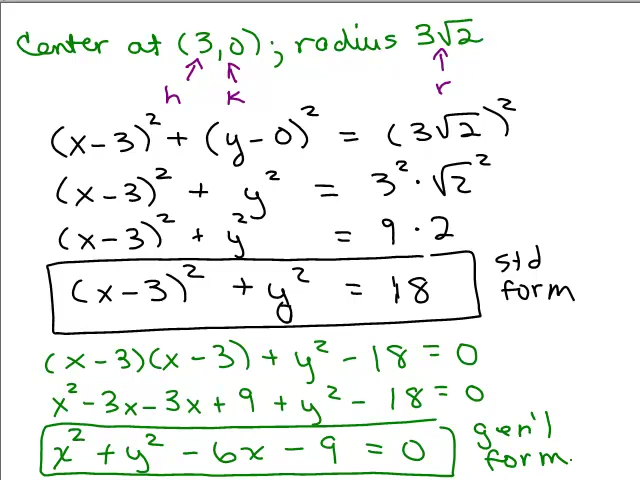 Center at (3,0); radius 3√2
h k r
(x-3)² + (y-0)² = (3√2)²
(x-3)² + y² = 3² · √2²
(x-3)² + y² = 9 · 2
(x-3)² + y² = 18
std
form
(x-3)(x-3) + y² - 18 = 0
x² - 3x - 3x + 9 + y² - 18 = 0
x² + y² - 6x - 9 = 0
gen'l
form.